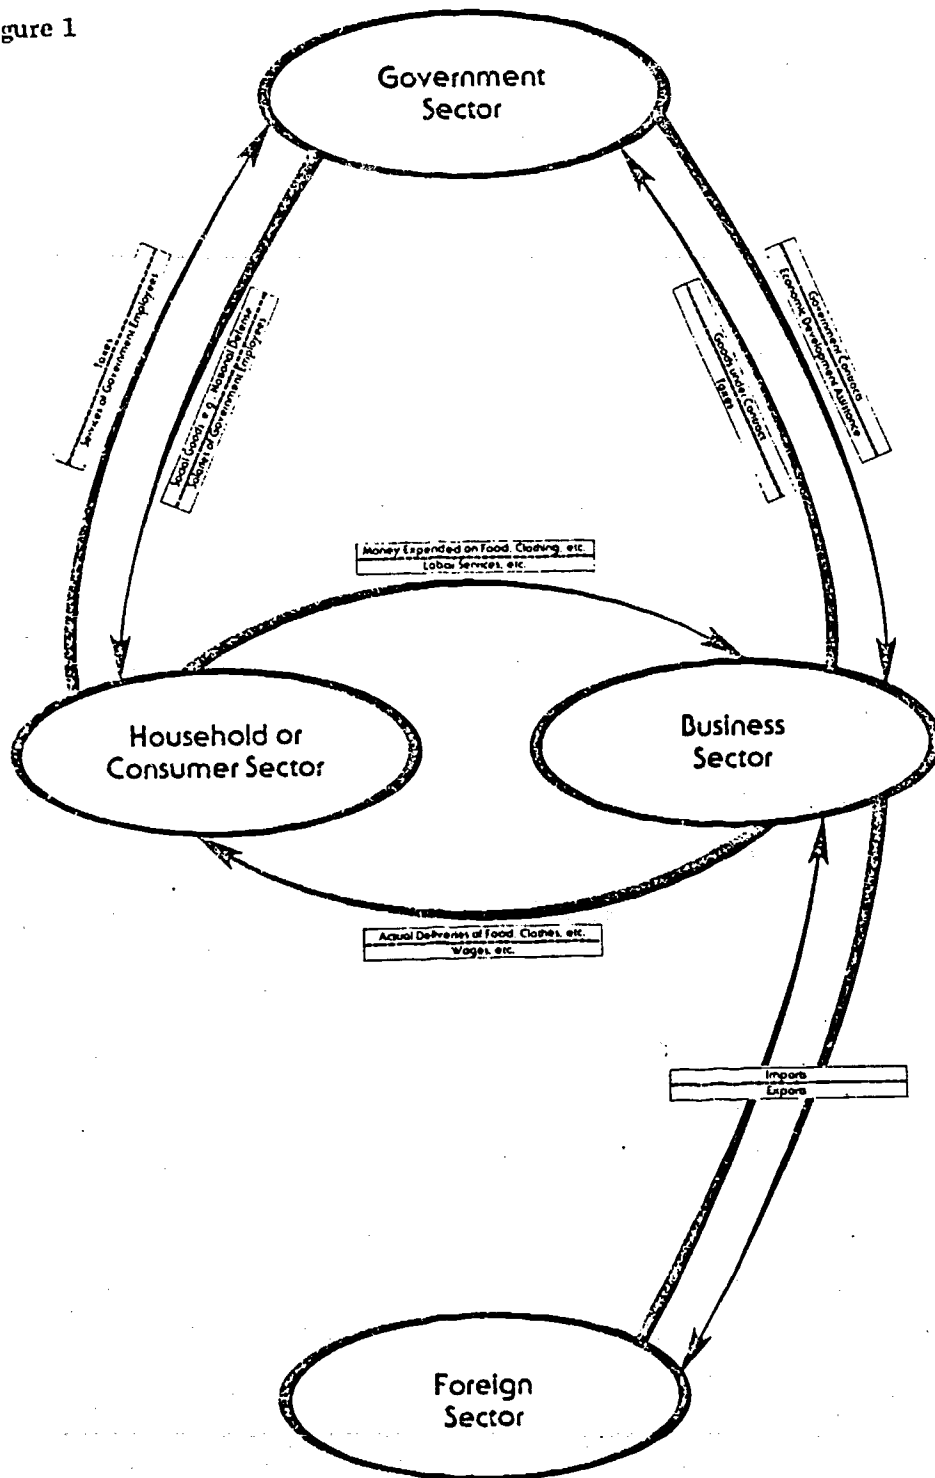 gure 1
Government
Sector
Taxes
Services of Government Employees
Social Goods e.g. National Defense
Salaries of Government Employees
Goods under Contract
Taxes
Government Contracts
Economic Development Assistance
Money Expended on Food, Clothing, etc.
Labor Services, etc.
Household or
Consumer Sector
Business
Sector
Actual Deliveries of Food, Clothes, etc.
Wages, etc.
Imports
Exports
Foreign
Sector